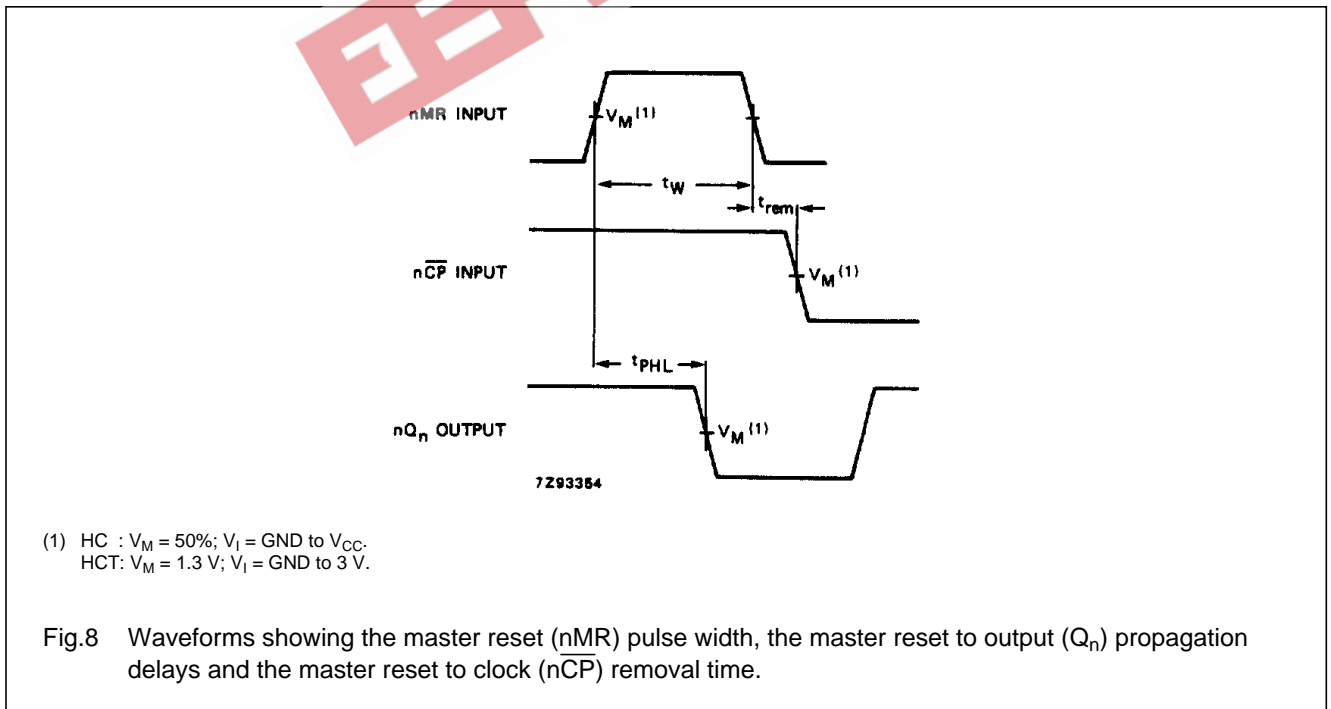 nMR INPUT
V_M (1)
t_W
t_rem
nC̅P̅ INPUT
V_M (1)
t_PHL
nQ_n OUTPUT
V_M (1)
7Z93354
(1) HC : V_M = 50%; V_I = GND to V_CC.
HCT: V_M = 1.3 V; V_I = GND to 3 V.
Fig.8 Waveforms showing the master reset (nMR) pulse width, the master reset to output (Q_n) propagation
delays and the master reset to clock (nC̅P̅) removal time.